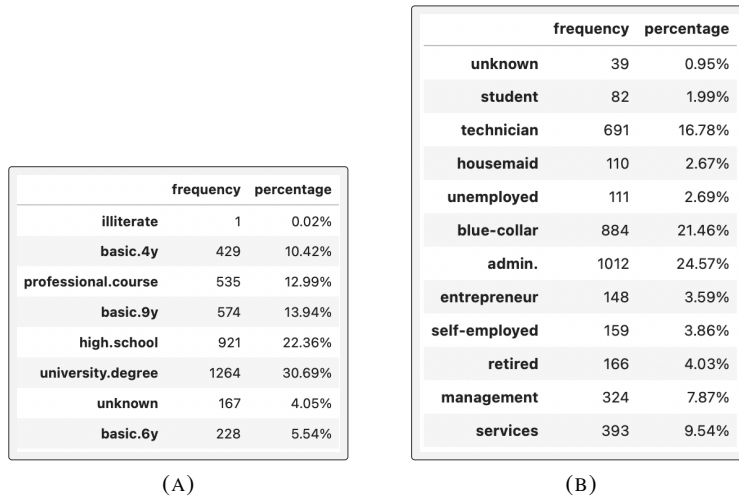 frequency percentage
illiterate 1 0.02%
basic.4y 429 10.42%
professional.course 535 12.99%
basic.9y 574 13.94%
high.school 921 22.36%
university.degree 1264 30.69%
unknown 167 4.05%
basic.6y 228 5.54%
(A)
frequency percentage
unknown 39 0.95%
student 82 1.99%
technician 691 16.78%
housemaid 110 2.67%
unemployed 111 2.69%
blue-collar 884 21.46%
admin. 1012 24.57%
entrepreneur 148 3.59%
self-employed 159 3.86%
retired 166 4.03%
management 324 7.87%
services 393 9.54%
(B)